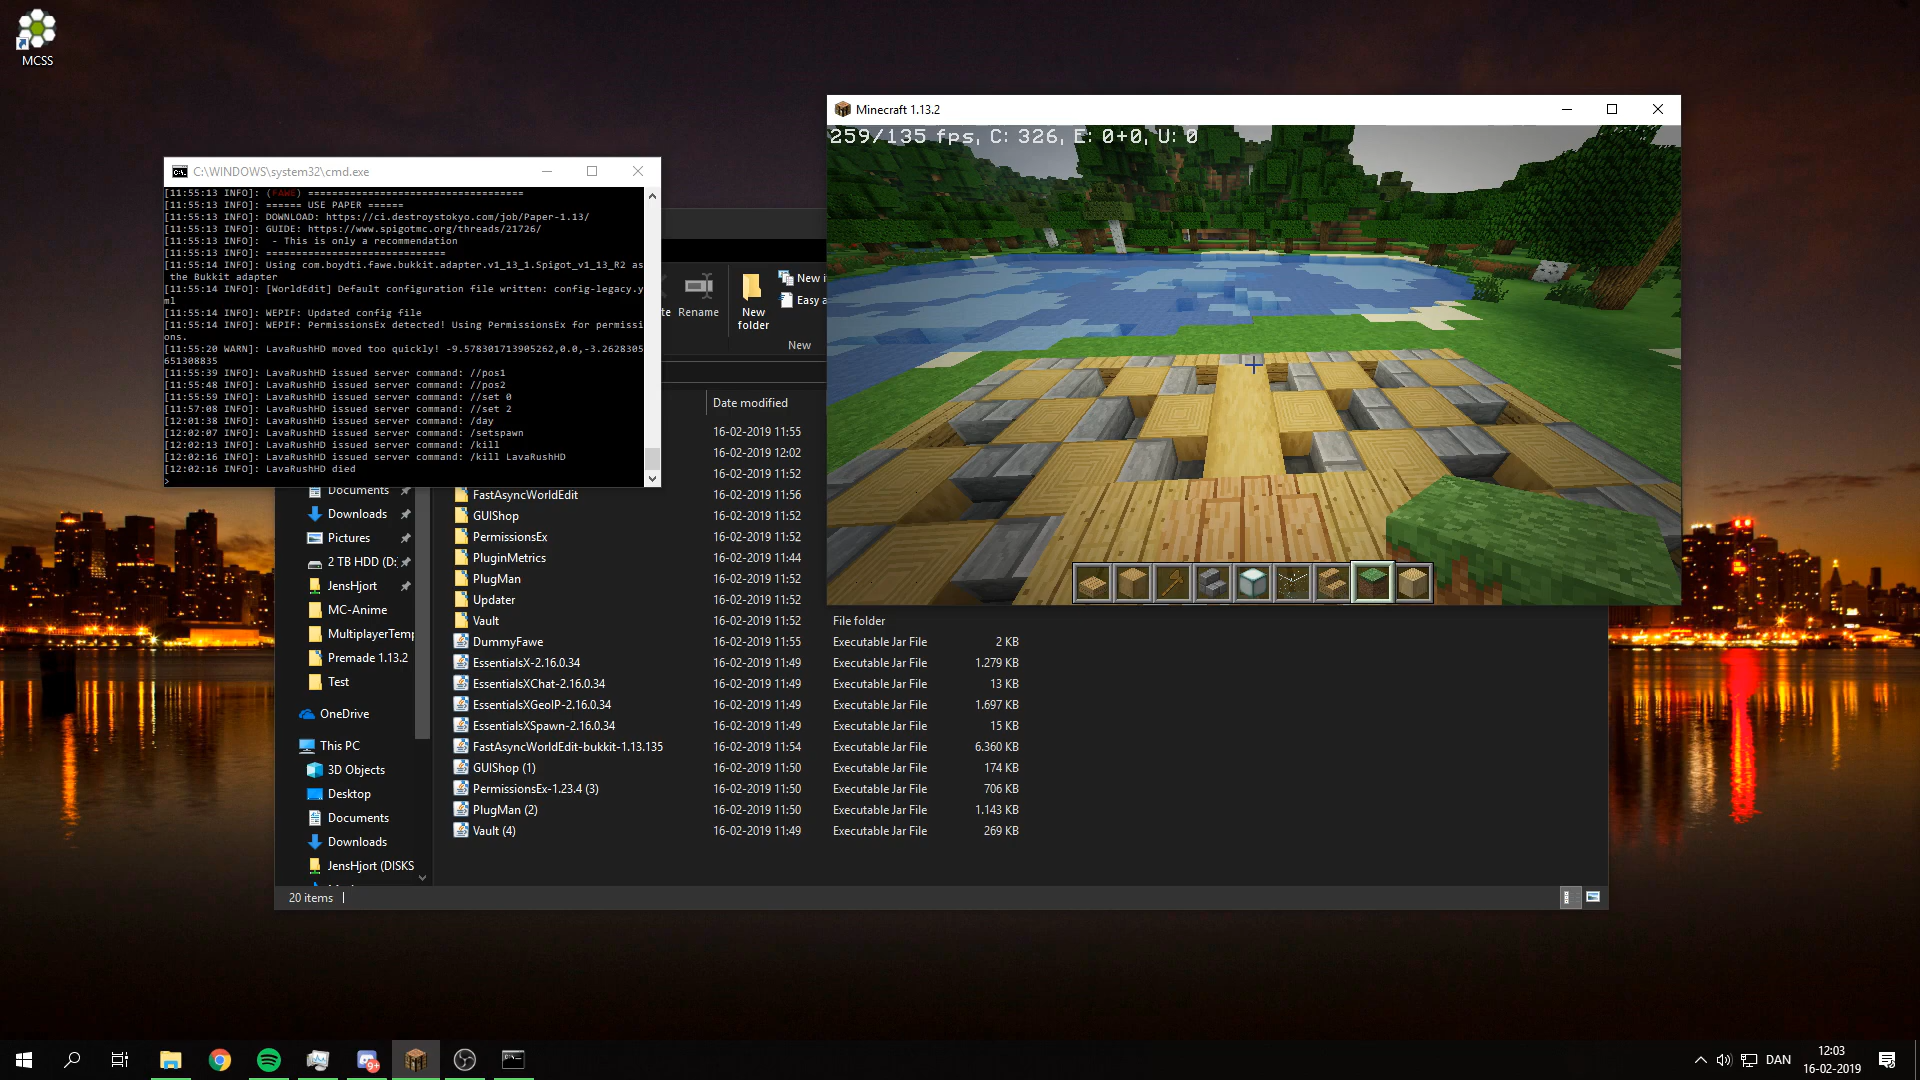 MCSS
C:\WINDOWS\system32\cmd.exe
[11:55:13 INFO]: (FAWE) ====================================
[11:55:13 INFO]: ====== USE PAPER ======
[11:55:13 INFO]: DOWNLOAD: https://ci.destroystokyo.com/job/Paper-1.13/
[11:55:13 INFO]: GUIDE: https://www.spigotmc.org/threads/21726/
[11:55:13 INFO]:  - This is only a recommendation
[11:55:13 INFO]: ==============================
[11:55:14 INFO]: Using com.boydti.fawe.bukkit.adapter.v1_13_1.Spigot_v1_13_R2 as
the Bukkit adapter
[11:55:14 INFO]: [WorldEdit] Default configuration file written: config-legacy.y
ml
[11:55:14 INFO]: WEPIF: Updated config file
[11:55:14 INFO]: WEPIF: PermissionsEx detected! Using PermissionsEx for permissi
ons.
[11:55:20 WARN]: LavaRushHD moved too quickly! -9.578301713905262,0.0,-3.2628305
651308835
[11:55:39 INFO]: LavaRushHD issued server command: //pos1
[11:55:48 INFO]: LavaRushHD issued server command: //pos2
[11:55:59 INFO]: LavaRushHD issued server command: //set 0
[11:57:08 INFO]: LavaRushHD issued server command: //set 2
[12:01:38 INFO]: LavaRushHD issued server command: /day
[12:02:07 INFO]: LavaRushHD issued server command: /setspawn
[12:02:13 INFO]: LavaRushHD issued server command: /kill
[12:02:16 INFO]: LavaRushHD issued server command: /kill LavaRushHD
[12:02:16 INFO]: LavaRushHD died
>
Minecraft 1.13.2
259/135 fps, C: 326, E: 0+0, U: 0
te Rename
New
folder
New i
Easy a
New
Date modified
16-02-2019 11:55
16-02-2019 12:02
16-02-2019 11:52
FastAsyncWorldEdit 16-02-2019 11:56
GUIShop 16-02-2019 11:52
PermissionsEx 16-02-2019 11:52
PluginMetrics 16-02-2019 11:44
PlugMan 16-02-2019 11:52
Updater 16-02-2019 11:52
Vault 16-02-2019 11:52 File folder
DummyFawe 16-02-2019 11:55 Executable Jar File 2 KB
EssentialsX-2.16.0.34 16-02-2019 11:49 Executable Jar File 1.279 KB
EssentialsXChat-2.16.0.34 16-02-2019 11:49 Executable Jar File 13 KB
EssentialsXGeoIP-2.16.0.34 16-02-2019 11:49 Executable Jar File 1.697 KB
EssentialsXSpawn-2.16.0.34 16-02-2019 11:49 Executable Jar File 15 KB
FastAsyncWorldEdit-bukkit-1.13.135 16-02-2019 11:54 Executable Jar File 6.360 KB
GUIShop (1) 16-02-2019 11:50 Executable Jar File 174 KB
PermissionsEx-1.23.4 (3) 16-02-2019 11:50 Executable Jar File 706 KB
PlugMan (2) 16-02-2019 11:50 Executable Jar File 1.143 KB
Vault (4) 16-02-2019 11:49 Executable Jar File 269 KB
Documents
Downloads
Pictures
2 TB HDD (D:
JensHjort
MC-Anime
MultiplayerTemp
Premade 1.13.2
Test
OneDrive
This PC
3D Objects
Desktop
Documents
Downloads
JensHjort (DISKS
20 items
9+
DAN
12:03
16-02-2019